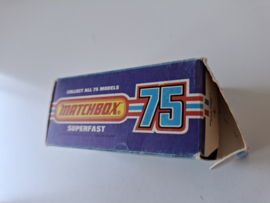 COLLECT ALL 75 MODELS
MATCHBOX
75
SUPERFAST